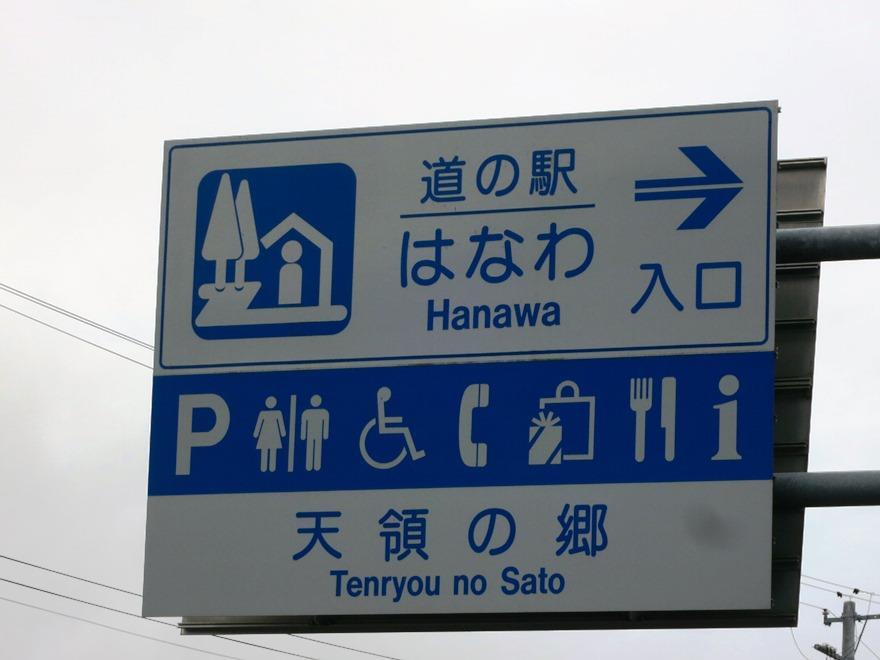 道の駅
はなわ
Hanawa
入口
P
i
天領の郷
Tenryou no Sato